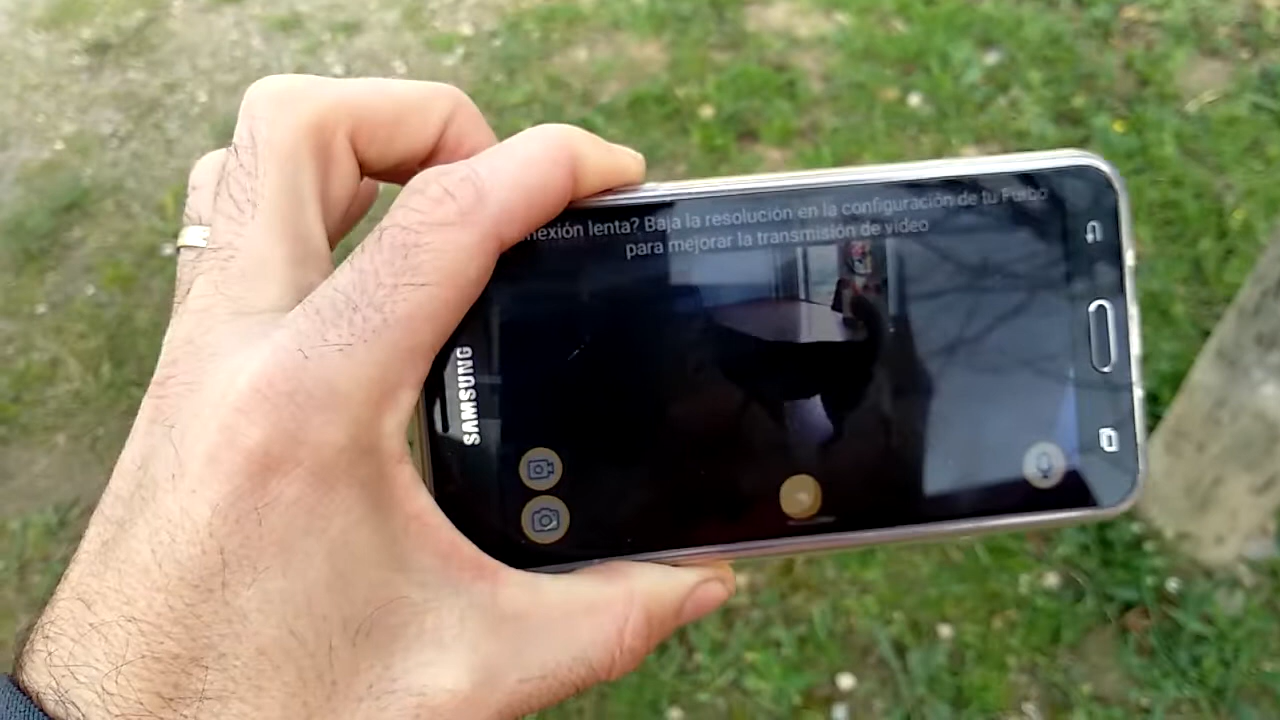 nexión lenta? Baja la resolución en la configuración de tu Furbo
para mejorar la transmisión de video
SAMSUNG